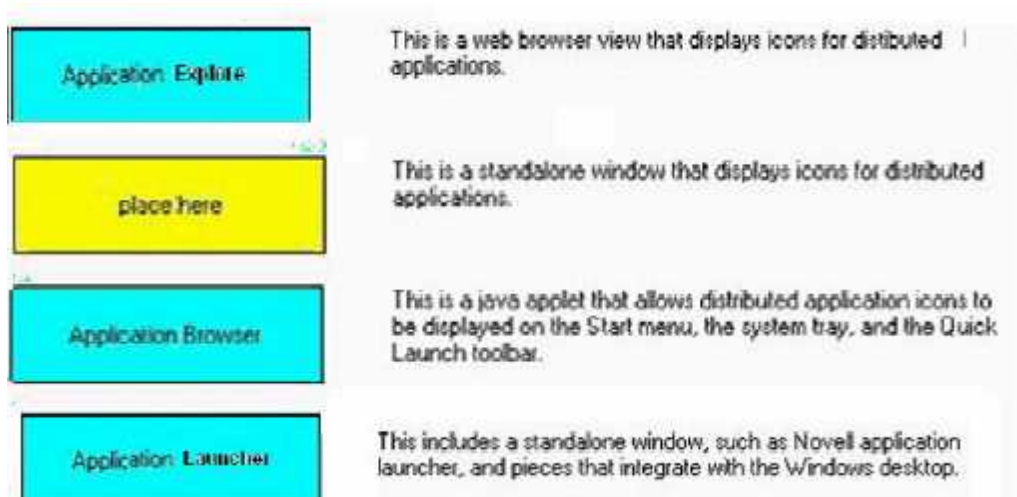 Application Explore
This is a web browser view that displays icons for distibuted
applications.
place here
This is a standalone window that displays icons for distributed
applications.
Application Browser
This is a java applet that allows distributed application icons to
be displayed on the Start menu, the system tray, and the Quick
Launch toolbar.
Application Launcher
This includes a standalone window, such as Novell application
launcher, and pieces that integrate with the Windows desktop.